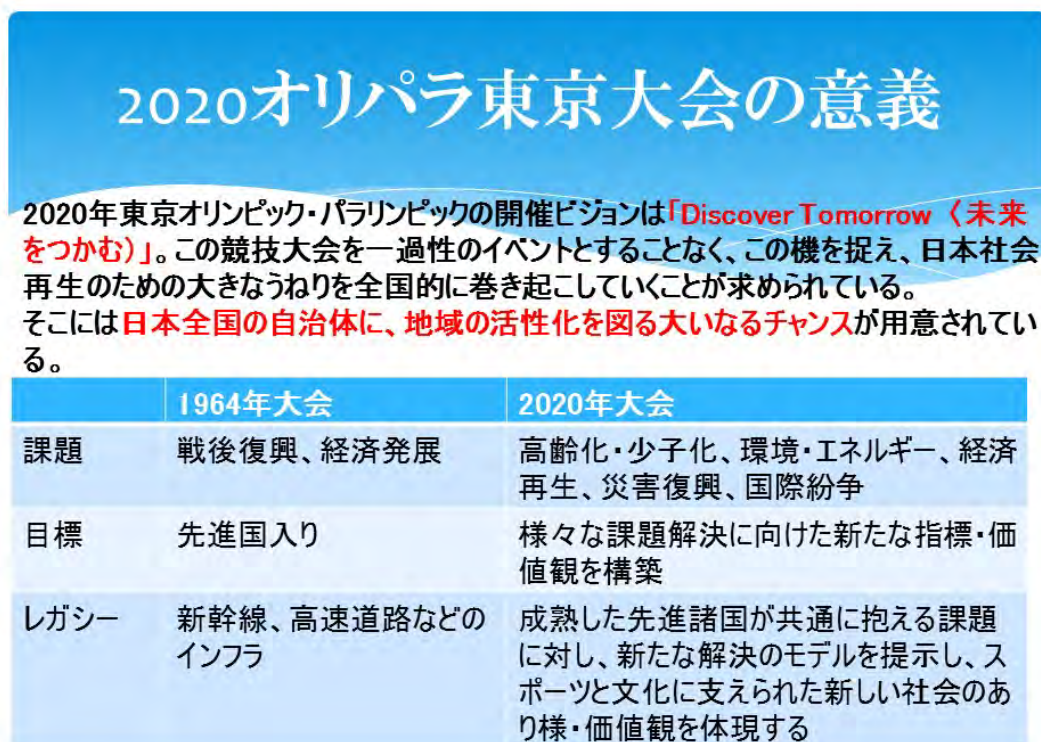 2020オリパラ東京大会の意義
2020年東京オリンピック・パラリンピックの開催ビジョンは「Discover Tomorrow 〈未来
をつかむ)」。この競技大会を一過性のイベントとすることなく、この機を捉え、日本社会
再生のための大きなうねりを全国的に巻き起こしていくことが求められている。
そこには日本全国の自治体に、地域の活性化を図る大いなるチャンスが用意されてい
る。
1964年大会 2020年大会
課題 戦後復興、経済発展 高齢化・少子化、環境・エネルギー、経済
再生、災害復興、国際紛争
目標 先進国入り 様々な課題解決に向けた新たな指標・価
値観を構築
レガシー 新幹線、高速道路などの 成熟した先進諸国が共通に抱える課題
インフラ に対し、新たな解決のモデルを提示し、ス
ポーツと文化に支えられた新しい社会のあ
り様・価値観を体現する